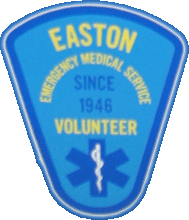 EASTON
EMERGENCY MEDICAL SERVICE
SINCE
1946
VOLUNTEER